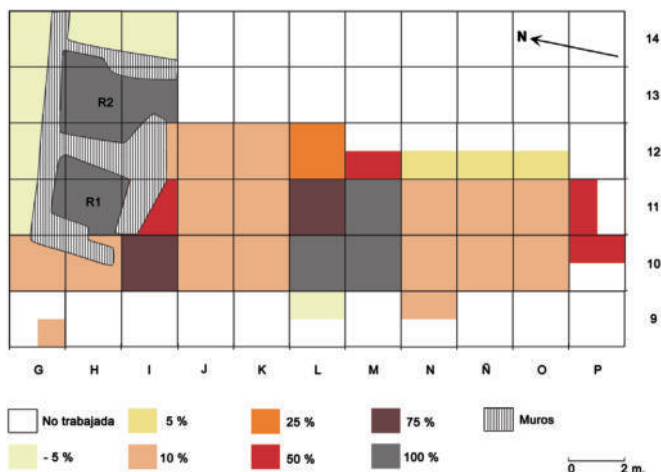 14
N
R2
13
12
R1
11
10
9
G H I J K L M N Ñ O P
No trabajada 5 % 25 % 75 % Muros
- 5 % 10 % 50 % 100 %
0 2 m.